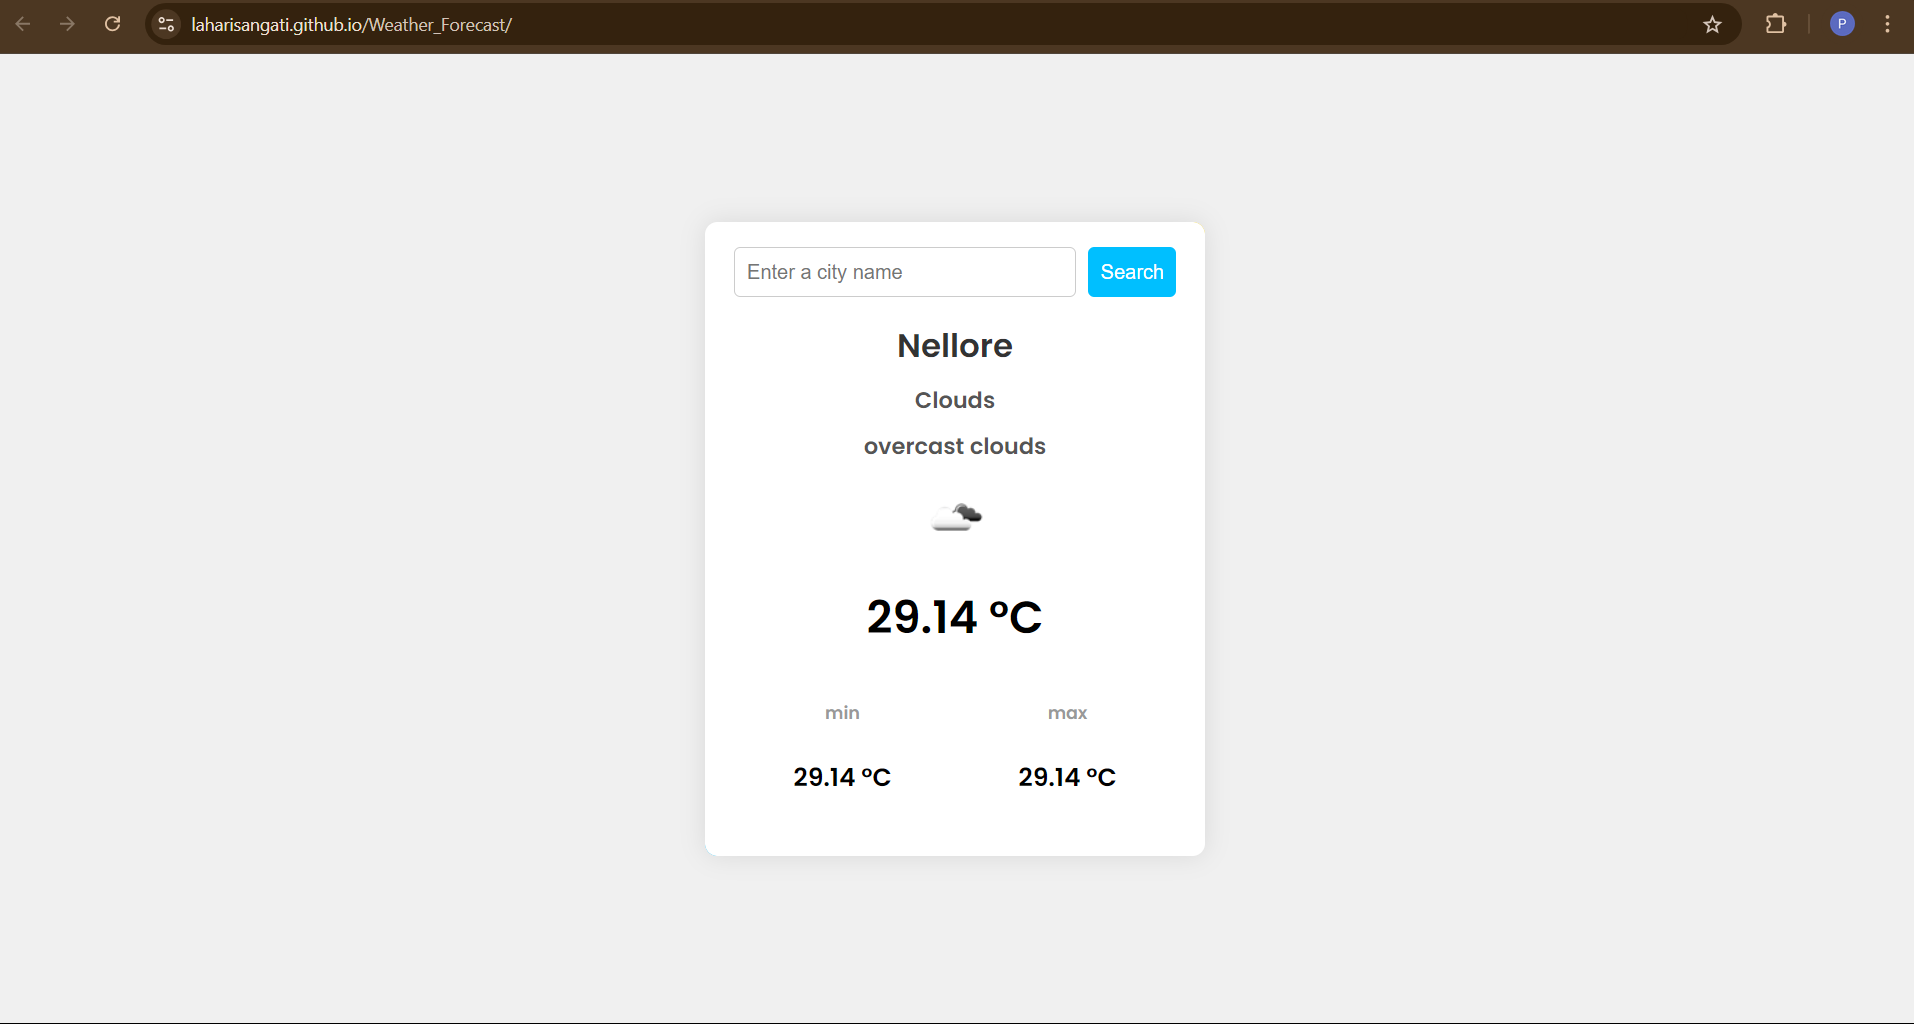 laharisangati.github.io/Weather_Forecast/
P
Enter a city name
Search
Nellore
Clouds
overcast clouds
29.14 °C
min
max
29.14 °C
29.14 °C